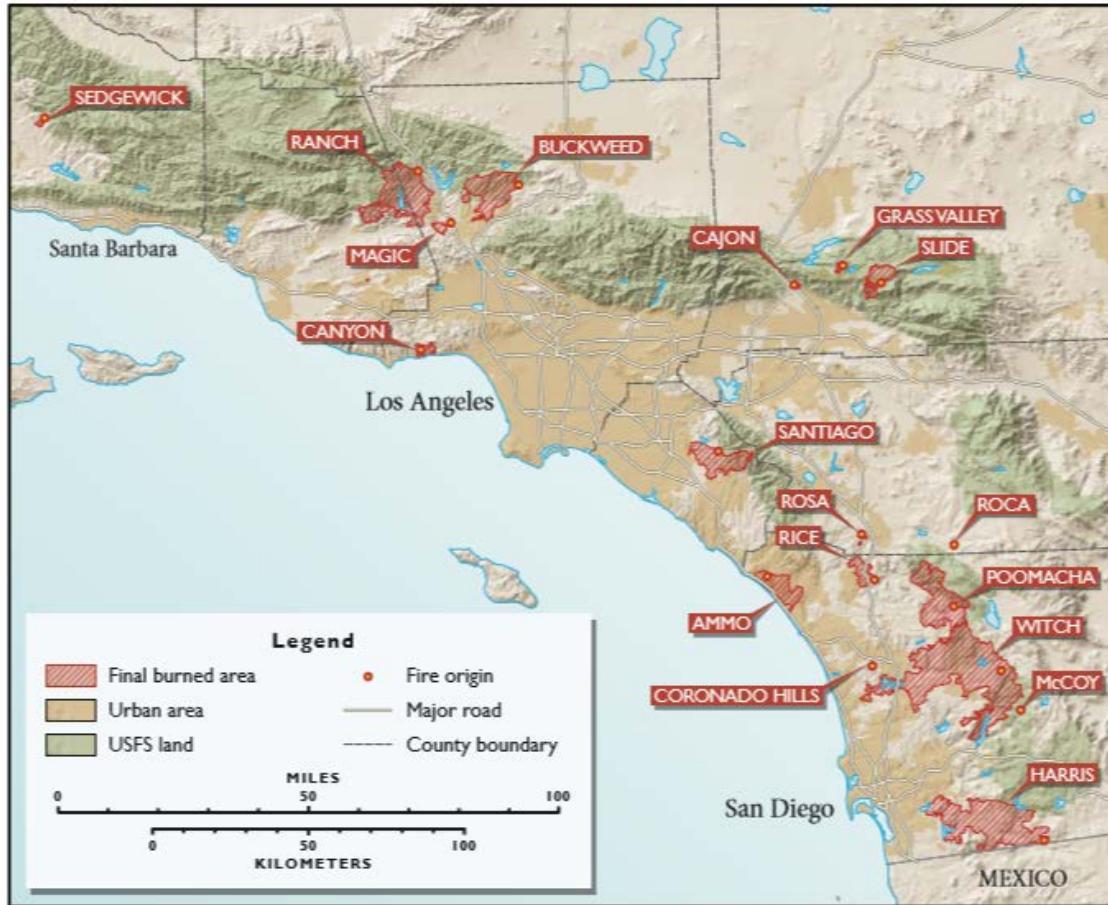 SEDGEWICK
RANCH
BUCKWEED
Santa Barbara
MAGIC
CAJON
GRASS VALLEY
SLIDE
CANYON
Los Angeles
SANTIAGO
ROSA
ROCA
RICE
POOMACHA
AMMO
WITCH
CORONADO HILLS
McCOY
HARRIS
San Diego
MEXICO
Legend
Final burned area
Fire origin
Urban area
Major road
USFS land
County boundary
MILES
0 50 100
0 50 100
KILOMETERS